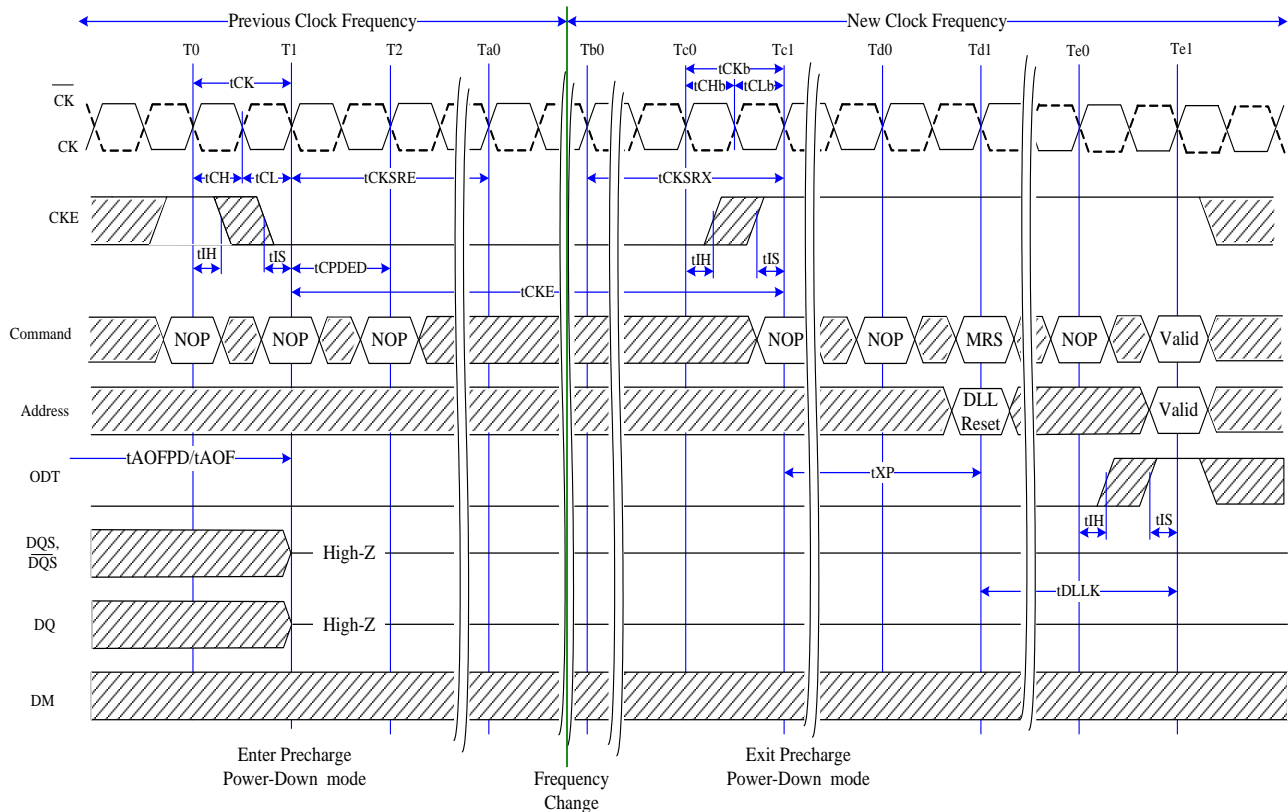 Previous Clock Frequency New Clock Frequency
T0 T1 T2 Ta0 Tb0 Tc0 Tc1 Td0 Td1 Te0 Te1
tCK tCKb
tCHb tCLb
CK
CK
tCH tCL tCKSRE tCKSRX
CKE
tIH tIS tCPDED tIH tIS
tCKE
Command NOP NOP NOP NOP NOP MRS NOP Valid
Address DLL Reset Valid
tAOFPD/tAOF
ODT tXP
tIH tIS
DQS, High-Z
DQS
tDLLK
DQ High-Z
DM
Enter Precharge Exit Precharge
Power-Down mode Frequency Power-Down mode
Change